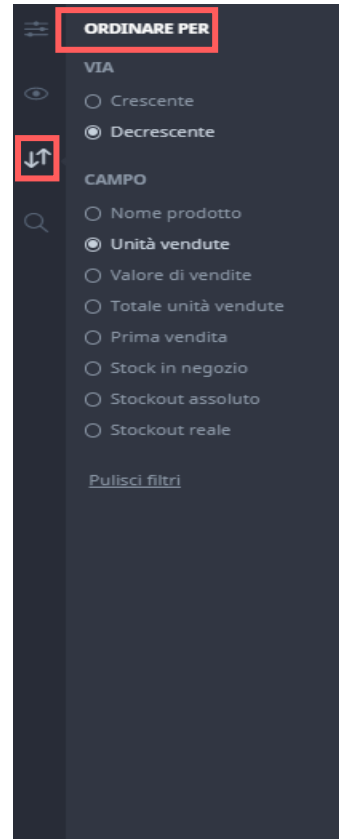 ORDINARE PER
VIA
Crescente
Decrescente
CAMPO
Nome prodotto
Unità vendute
Valore di vendite
Totale unità vendute
Prima vendita
Stock in negozio
Stockout assoluto
Stockout reale
Pulisci filtri